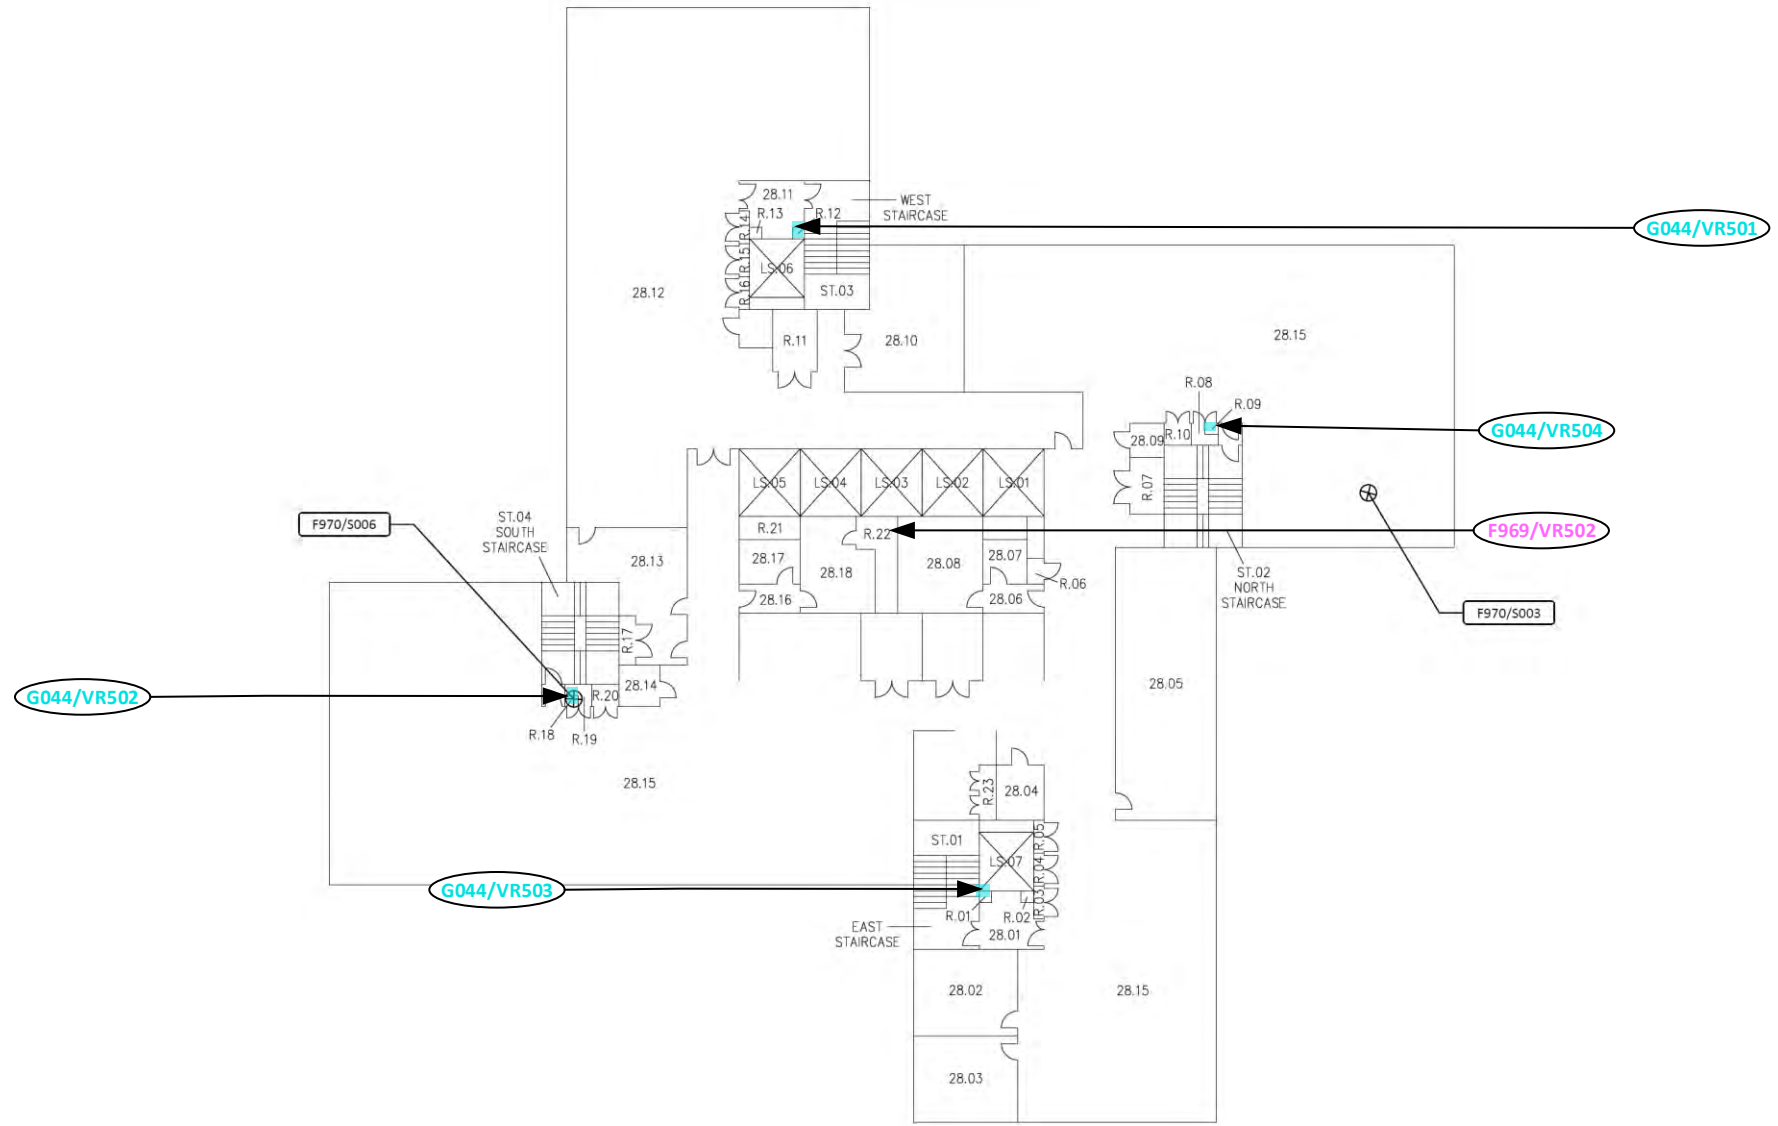 28.11
WEST
STAIRCASE
R.13
R.12
R.14
G044/VR501
R.15
LS.06
R.16
ST.03
28.12
R.11
28.10
28.15
R.08
R.09
R.10
28.09
G044/VR504
LS.05
LS.04
LS.03
LS.02
LS.01
R.07
F970/S006
ST.04
SOUTH
STAIRCASE
R.21
R.22
F969/VR502
28.13
28.17
28.18
28.08
28.07
R.06
28.16
28.06
ST.02
NORTH
STAIRCASE
F970/S003
R.17
28.14
28.05
G044/VR502
R.20
R.18
R.19
28.15
R.23
28.04
ST.01
R.05
LS.07
R.04
G044/VR503
R.03
R.01
R.02
EAST
STAIRCASE
28.01
28.02
28.15
28.03